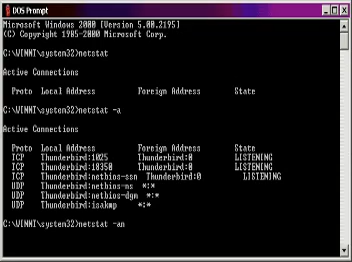 DOS Prompt
Microsoft Windows 2000 [Version 5.00.2195]
(C) Copyright 1985-2000 Microsoft Corp.
C:\WINNT\system32>netstat
Active Connections
Proto Local Address Foreign Address State
C:\WINNT\system32>netstat -a
Active Connections
Proto Local Address Foreign Address State
TCP Thunderbird:1025 Thunderbird:0 LISTENING
TCP Thunderbird:18350 Thunderbird:0 LISTENING
TCP Thunderbird:netbios-ssn Thunderbird:0 LISTENING
UDP Thunderbird:netbios-ns *:*
UDP Thunderbird:netbios-dgm *:*
UDP Thunderbird:isakmp *:*
C:\WINNT\system32>netstat -an